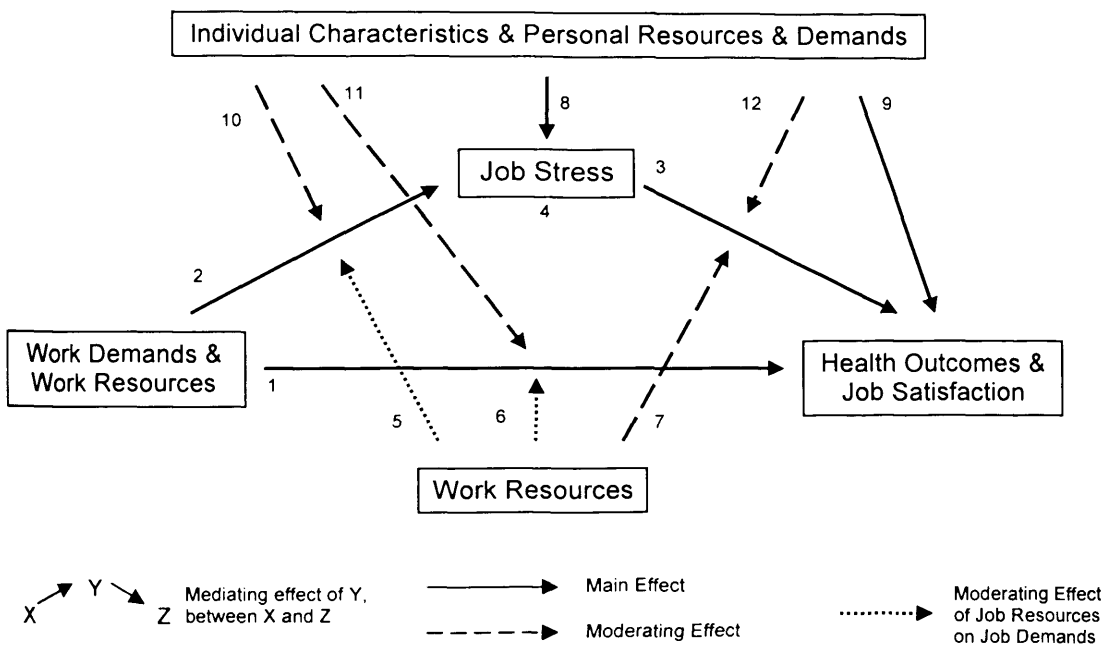 Individual Characteristics & Personal Resources & Demands
11
10
8
12
9
Job Stress
3
4
2
Work Demands &
Work Resources
1
Health Outcomes &
Job Satisfaction
5
6
7
Work Resources
X
Y
Z
Mediating effect of Y,
between X and Z
Main Effect
Moderating Effect
Moderating Effect
of Job Resources
on Job Demands